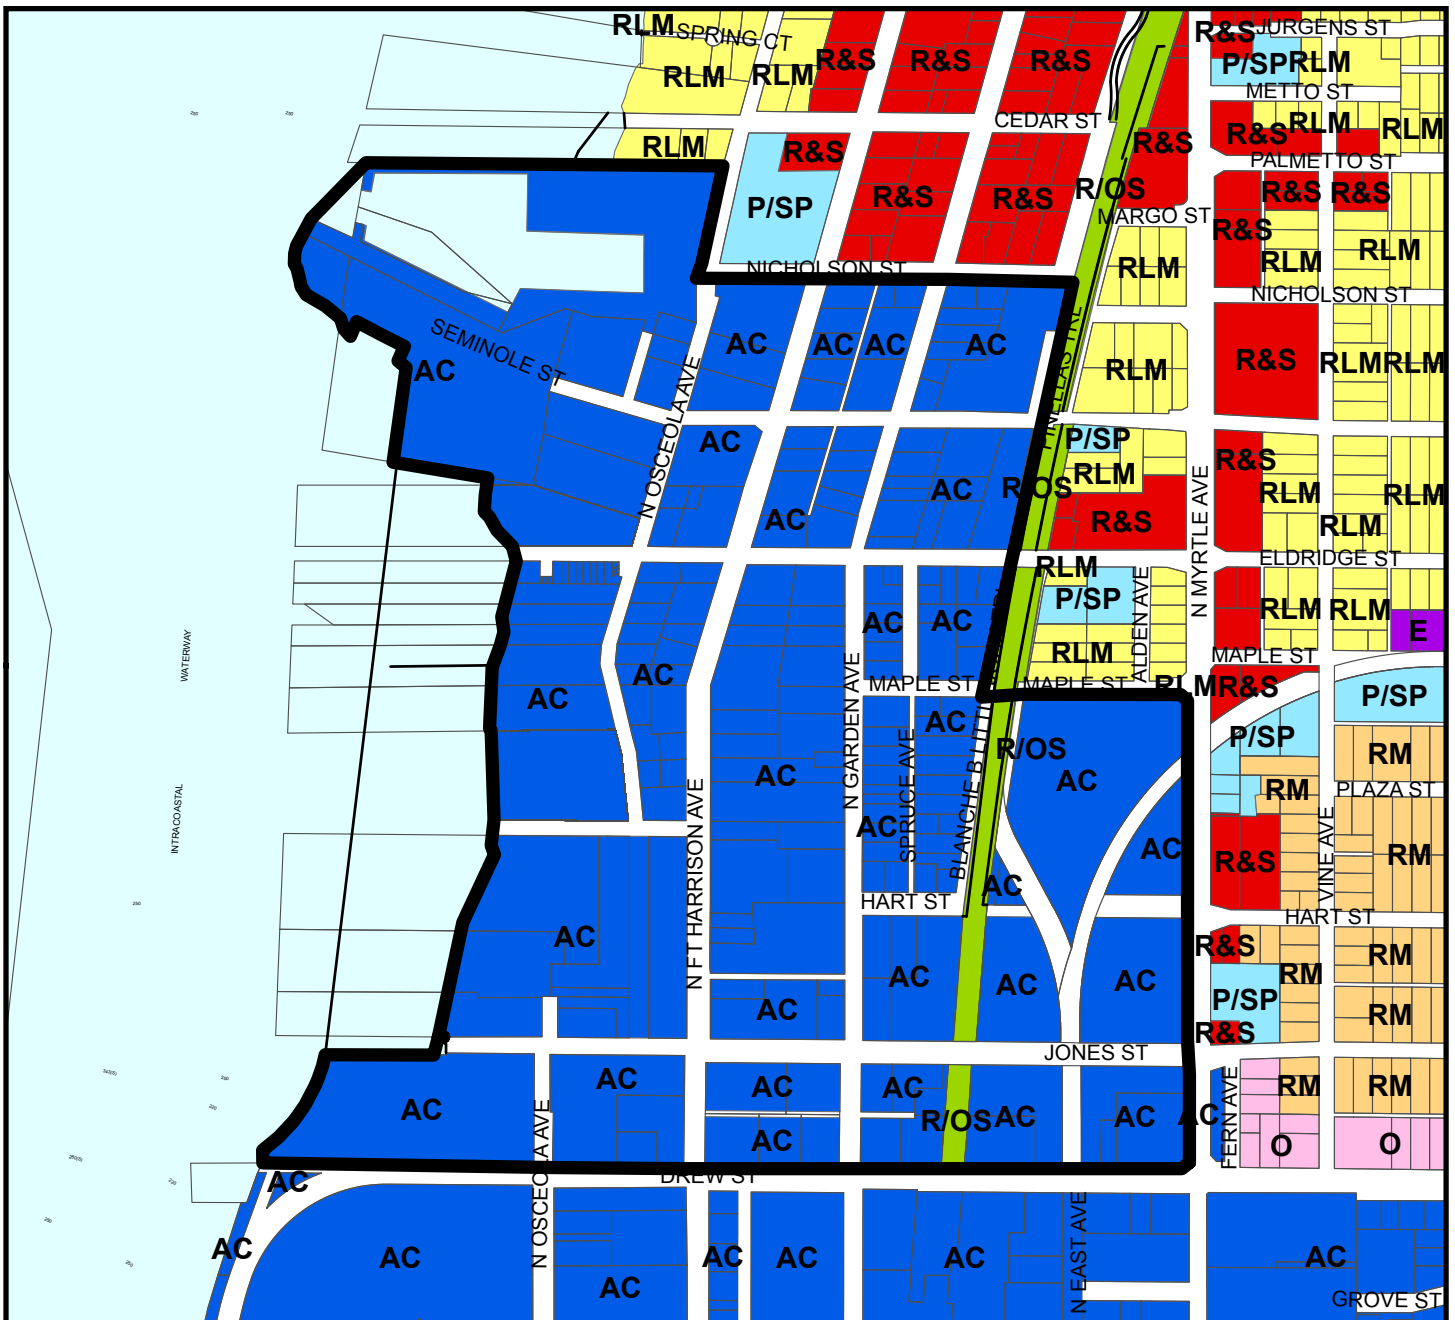 RLM
SPRING CT
R&S
JURGENS ST
RLM
RLM
R&S
R&S
R&S
P/SP
RLM
METTO ST
CEDAR ST
R&S
R&S
RLM
RLM
RLM
R&S
PALMETTO ST
P/SP
R&S
R&S
R/OS
R&S
R&S
MARGO ST
R&S
RLM
RLM
RLM
NICHOLSON ST
NICHOLSON ST
SEMINOLE ST
AC
AC
AC
AC
AC
RLM
R&S
RLM
RLM
N OSCEOLA AVE
AC
P/SP
RLM
R&S
AC
R/OS
RLM
RLM
AC
R&S
RLM
N MYRTLE AVE
ELDRIDGE ST
RLM
P/SP
ALDEN AVE
RLM
RLM
E
AC
AC
RLM
MAPLE ST
AC
AC
MAPLE ST
MAPLE ST
RLM
R&S
P/SP
WATERWAY
N GARDEN AVE
AC
R/OS
P/SP
RM
SPRUCE AVE
AC
AC
RM
PLAZA ST
INTRACOASTAL
AC
AC
R&S
VINE AVE
RM
N FT HARRISON AVE
AC
HART ST
HART ST
AC
R&S
RM
AC
AC
AC
RM
P/SP
AC
RM
R&S
JONES ST
AC
AC
AC
RM
RM
AC
R/OS
AC
AC
AC
FERN AVE
AC
O
O
N OSCEOLA AVE
DREW ST
AC
AC
AC
AC
AC
AC
AC
N EAST AVE
AC
AC
GROVE ST